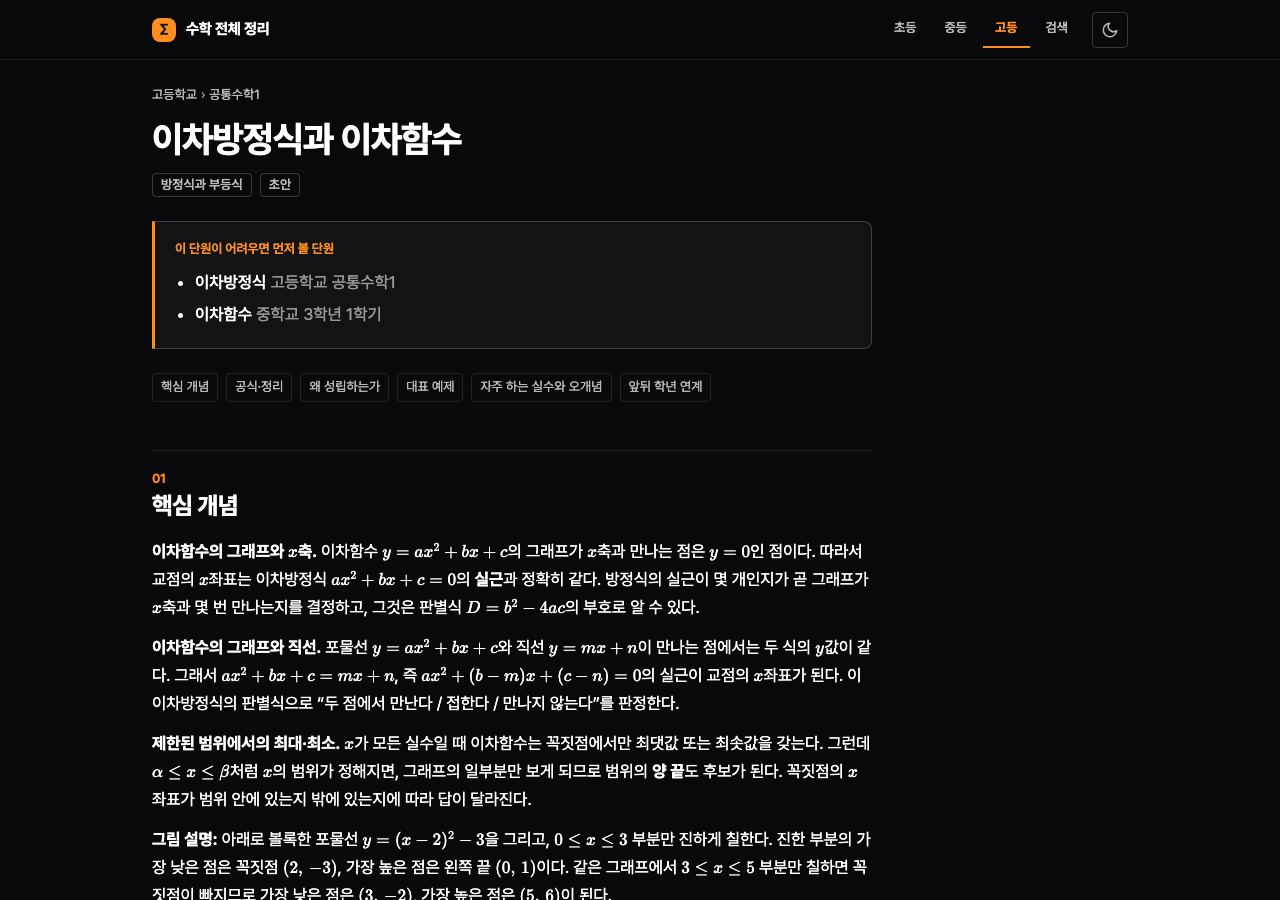 Σ 수학 전체 정리 초등 중등 고등 검색
고등학교 › 공통수학1
이차방정식과 이차함수
방정식과 부등식 초안
이 단원이 어려우면 먼저 볼 단원
• 이차방정식 고등학교 공통수학1
• 이차함수 중학교 3학년 1학기
핵심 개념 공식·정리 왜 성립하는가 대표 예제 자주 하는 실수와 오개념 앞뒤 학년 연계
01
핵심 개념
이차함수의 그래프와 x축. 이차함수 y = ax² + bx + c의 그래프가 x축과 만나는 점은 y = 0인 점이다. 따라서
교점의 x좌표는 이차방정식 ax² + bx + c = 0의 실근과 정확히 같다. 방정식의 실근이 몇 개인지가 곧 그래프가
x축과 몇 번 만나는지를 결정하고, 그것은 판별식 D = b² − 4ac의 부호로 알 수 있다.
이차함수의 그래프와 직선. 포물선 y = ax² + bx + c와 직선 y = mx + n이 만나는 점에서는 두 식의 y값이 같
다. 그래서 ax² + bx + c = mx + n, 즉 ax² + (b − m)x + (c − n) = 0의 실근이 교점의 x좌표가 된다. 이
이차방정식의 판별식으로 “두 점에서 만난다 / 접한다 / 만나지 않는다”를 판정한다.
제한된 범위에서의 최대·최소. x가 모든 실수일 때 이차함수는 꼭짓점에서만 최댓값 또는 최솟값을 갖는다. 그런데
α ≤ x ≤ β처럼 x의 범위가 정해지면, 그래프의 일부분만 보게 되므로 범위의 양 끝도 후보가 된다. 꼭짓점의 x
좌표가 범위 안에 있는지 밖에 있는지에 따라 답이 달라진다.
그림 설명: 아래로 볼록한 포물선 y = (x − 2)² − 3을 그리고, 0 ≤ x ≤ 3 부분만 진하게 칠한다. 진한 부분의 가
장 낮은 점은 꼭짓점 (2, −3), 가장 높은 점은 왼쪽 끝 (0, 1)이다. 같은 그래프에서 3 ≤ x ≤ 5 부분만 칠하면 꼭
짓점이 빠지므로 가장 낮은 점은 (3, −2), 가장 높은 점은 (5, 6)이 된다.